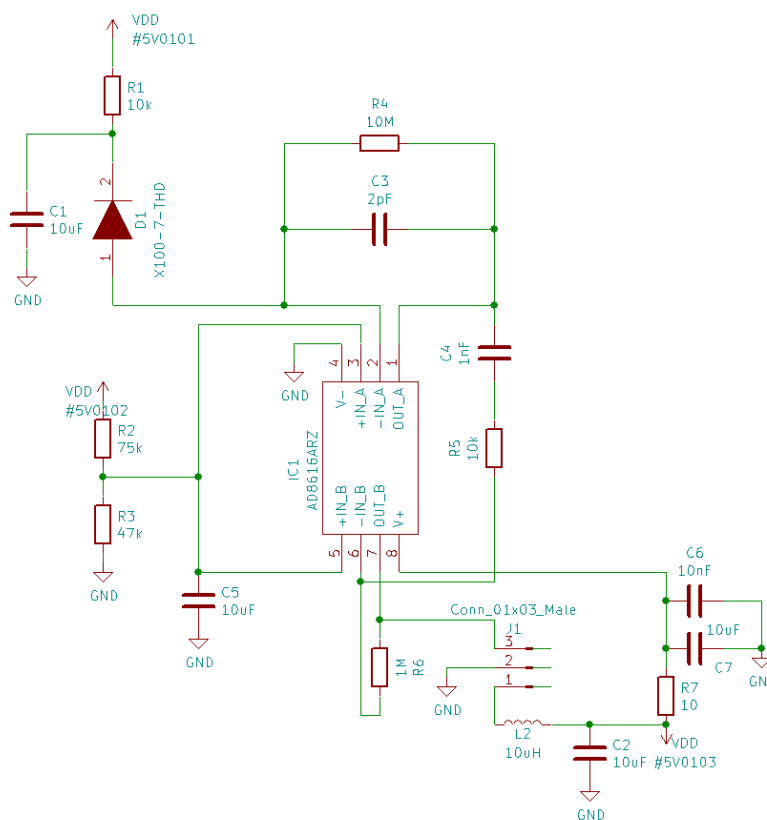 VDD
#5V0101
R1
10k
R4
10M
C3
2pF
2
D1
1
X100-7-THD
C1
10uF
GND
C4
1nF
4
3
2
1
GND
V-
+IN_A
-IN_A
OUT_A
VDD
#5V0102
R2
75k
R5
10k
IC1
AD8616ARZ
R3
47k
+IN_B
-IN_B
OUT_B
V+
5
6
7
8
GND
C5
10uF
GND
C6
10nF
10uF
C7
GND
Conn_01x03_Male
J1
3
2
1
GND
1M
R6
R7
10
L2
10uH
C2
10uF
VDD
#5V0103
GND